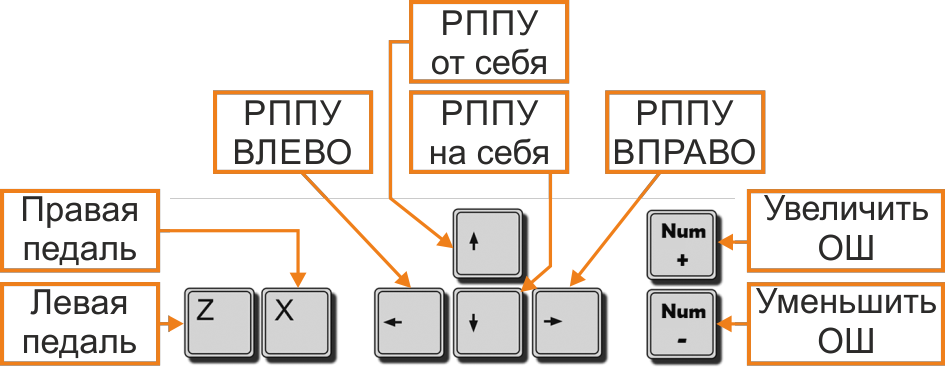 РППУ
от себя
РППУ
ВЛЕВО
РППУ
на себя
РППУ
ВПРАВО
Правая
педаль
Увеличить
ОШ
Num
+
Левая
педаль
Z
X
Num
-
Уменьшить
ОШ